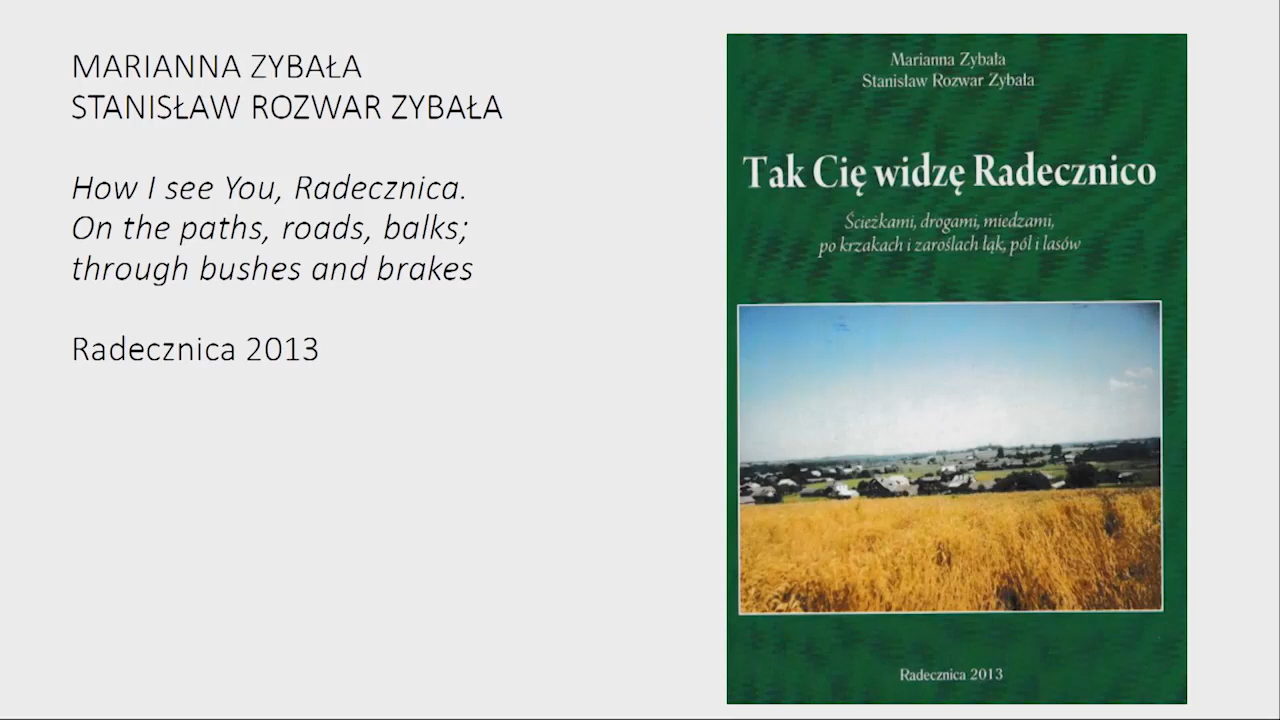 MARIANNA ZYBAŁA
STANISŁAW ROZWAR ZYBAŁA
How I see You, Radecznica.
On the paths, roads, balks;
through bushes and brakes
Radecznica 2013
Marianna Zybała
Stanisław Rozwar Zybała
Tak Cię widzę Radecznico
Ścieżkami, drogami, miedzami,
po krzakach i zaroślach łąk, pól i lasów
Radecznica 2013